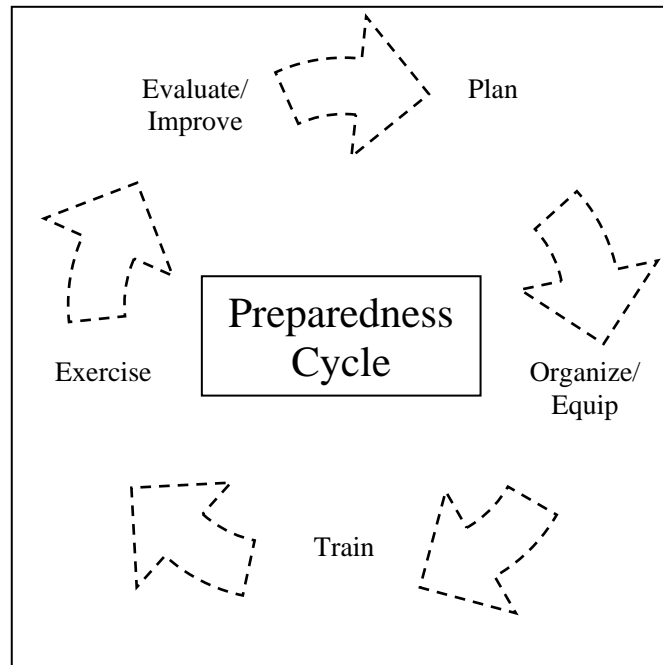 Evaluate/
Improve
Plan
Preparedness
Cycle
Exercise
Organize/
Equip
Train